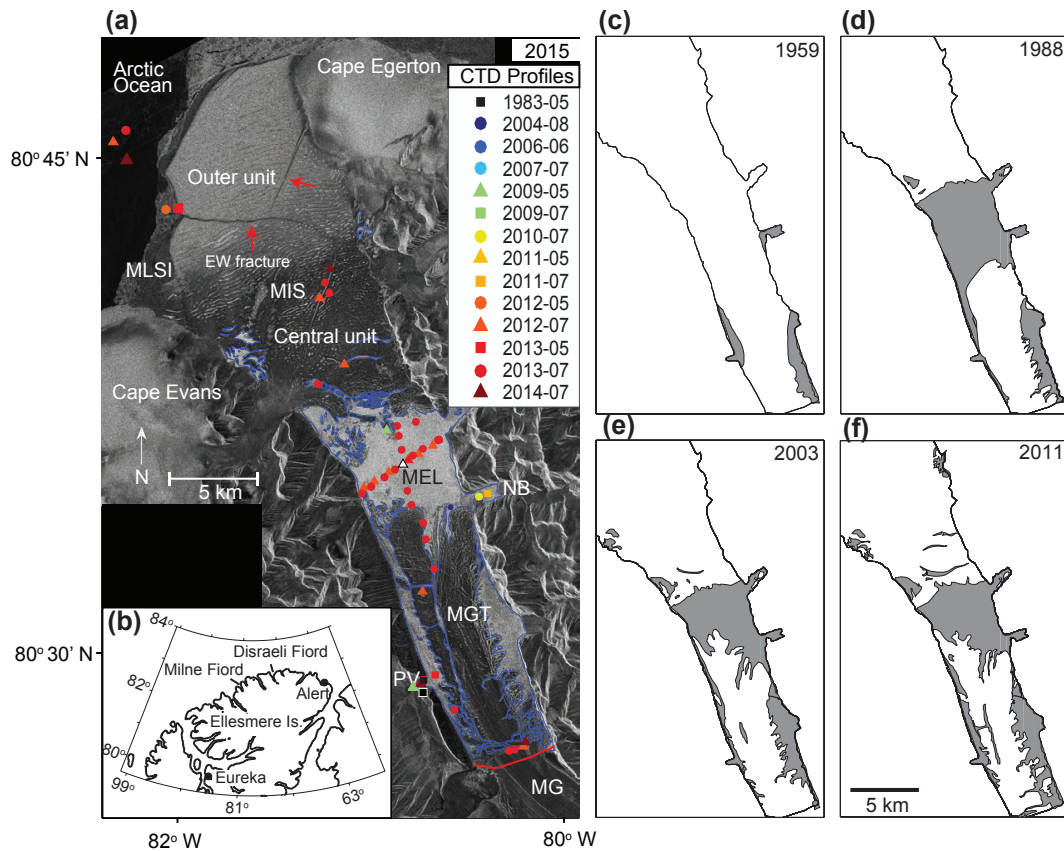 (a)
2015
Arctic
Ocean
Cape Egerton
CTD Profiles
1983-05
2004-08
2006-06
2007-07
2009-05
2009-07
2010-07
2011-05
2011-07
2012-05
2012-07
2013-05
2013-07
2014-07
80° 45’ N
Outer unit
EW fracture
MLSI
MIS
Central unit
Cape Evans
N
5 km
MEL
NB
MGT
80° 30’ N
PV
MG
82° W
80° W
(b)
84°
82°
80°
99°
81°
63°
Disraeli Fiord
Milne Fiord
Alert
Ellesmere Is.
Eureka
(c)
1959
(d)
1988
(e)
2003
(f)
2011
5 km